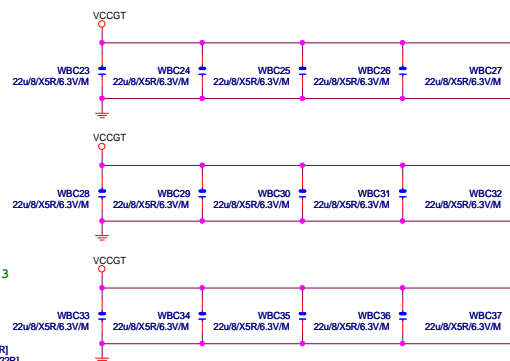 VCCGT
WBC23 WBC24 WBC25 WBC26 WBC27
22u/8/X5R/6.3V/M 22u/8/X5R/6.3V/M 22u/8/X5R/6.3V/M 22u/8/X5R/6.3V/M 22u/8/X5R/6.3V/M
VCCGT
WBC28 WBC29 WBC30 WBC31 WBC32
22u/8/X5R/6.3V/M 22u/8/X5R/6.3V/M 22u/8/X5R/6.3V/M 22u/8/X5R/6.3V/M 22u/8/X5R/6.3V/M
VCCGT
3
WBC33 WBC34 WBC35 WBC36 WBC37
22u/8/X5R/6.3V/M 22u/8/X5R/6.3V/M 22u/8/X5R/6.3V/M 22u/8/X5R/6.3V/M 22u/8/X5R/6.3V/M
R]